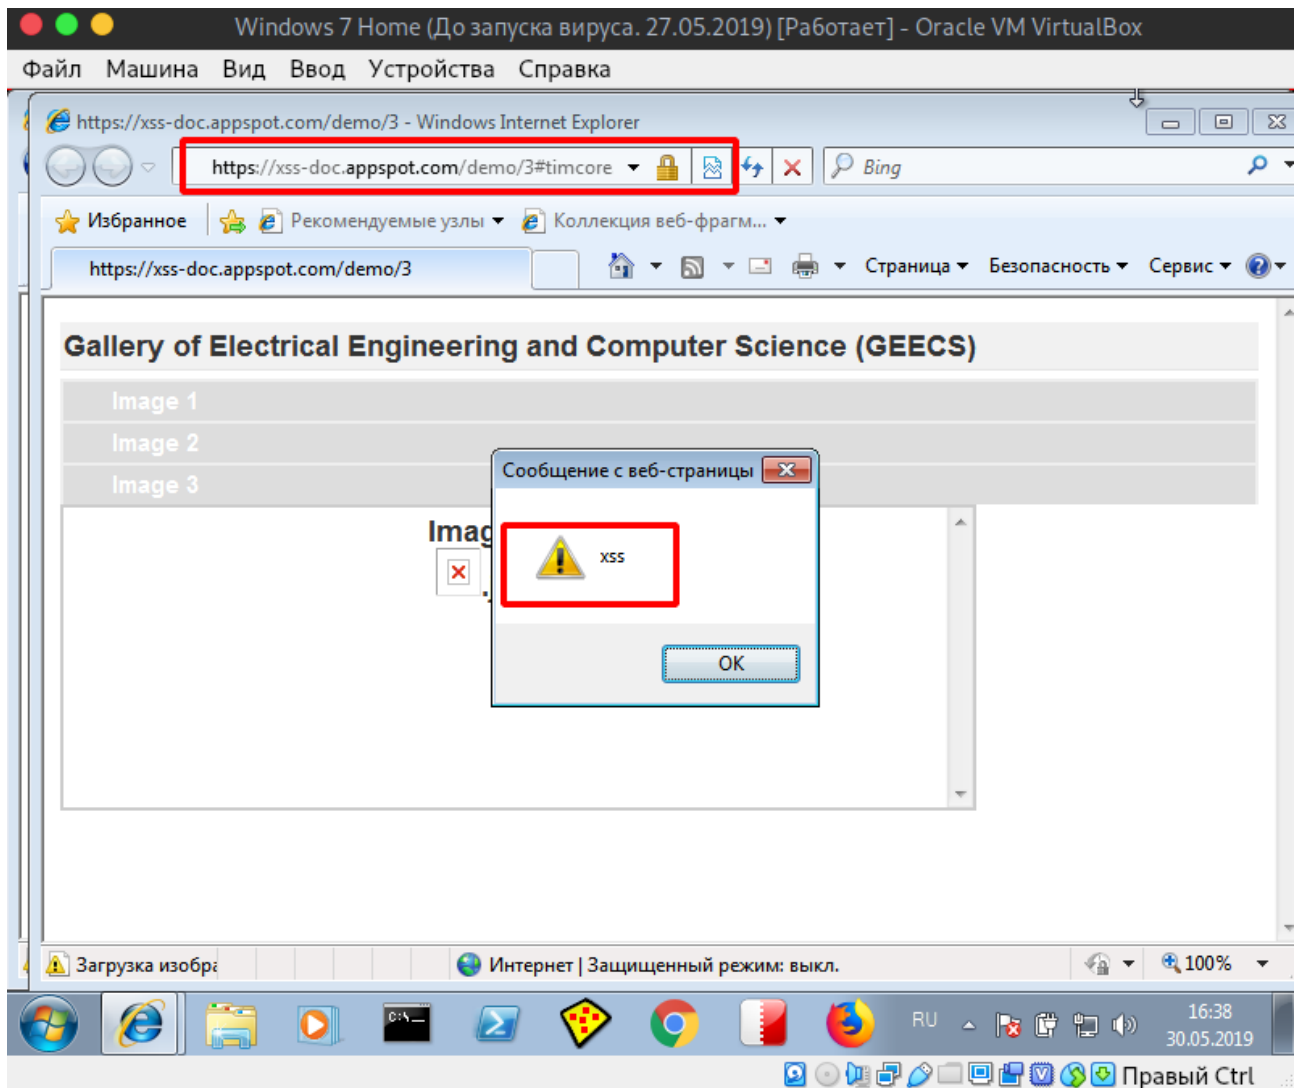 Windows 7 Home (До запуска вируса. 27.05.2019) [Работает] - Oracle VM VirtualBox
Файл Машина Вид Ввод Устройства Справка
https://xss-doc.appspot.com/demo/3 - Windows Internet Explorer
https://xss-doc.appspot.com/demo/3#timcore
Bing
Избранное Рекомендуемые узлы Коллекция веб-фрагм...
https://xss-doc.appspot.com/demo/3
Страница Безопасность Сервис
Gallery of Electrical Engineering and Computer Science (GEECS)
Image 1
Image 2
Image 3
Сообщение с веб-страницы
xss
OK
Загрузка изобра
Интернет | Защищенный режим: выкл.
100%
C:\_
RU
16:38
30.05.2019
Правый Ctrl